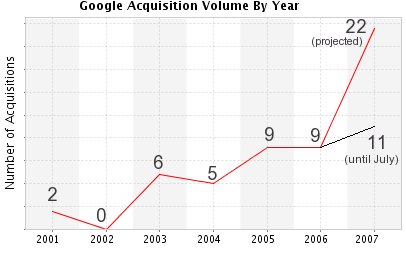 Google Acquisition Volume By Year
Number of Acquisitions
22
(projected)
9
9
11
6
(until July)
5
2
0
2001 2002 2003 2004 2005 2006 2007